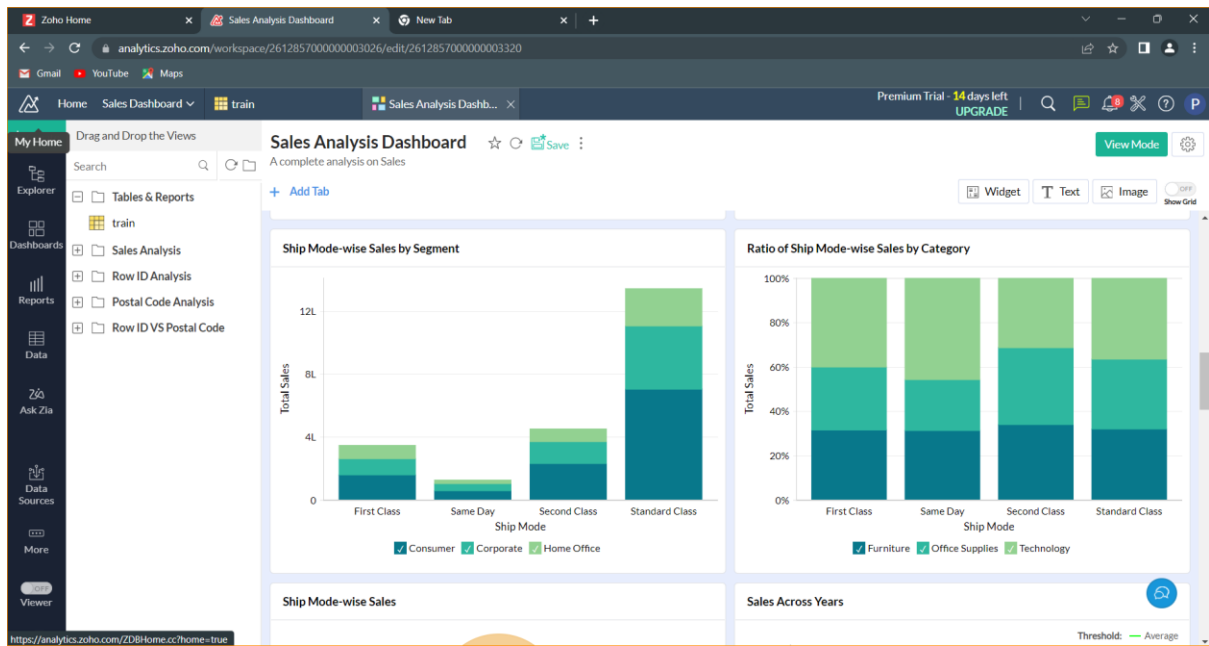 Zoho Home
Sales Analysis Dashboard
New Tab
analytics.zoho.com/workspace/2612857000000003026/edit/2612857000000003320
Gmail YouTube Maps
Home Sales Dashboard train Sales Analysis Dashb...
Premium Trial - 14 days left
UPGRADE
8
P
My Home
Explorer
Dashboards
Reports
Data
Zia
Ask Zia
Data
Sources
More
OFF
Viewer
https://analytics.zoho.com/ZDBHome.cc?home=true
Drag and Drop the Views
Search
Tables & Reports
train
Sales Analysis
Row ID Analysis
Postal Code Analysis
Row ID VS Postal Code
Sales Analysis Dashboard Save
A complete analysis on Sales
View Mode
+ Add Tab
Widget T Text Image
OFF
Show Grid
Ship Mode-wise Sales by Segment
Total Sales
12L
8L
4L
0
First Class Same Day Second Class Standard Class
Ship Mode
Consumer Corporate Home Office
Ratio of Ship Mode-wise Sales by Category
Total Sales
100%
80%
60%
40%
20%
0%
First Class Same Day Second Class Standard Class
Ship Mode
Furniture Office Supplies Technology
Ship Mode-wise Sales
Sales Across Years
Threshold: Average